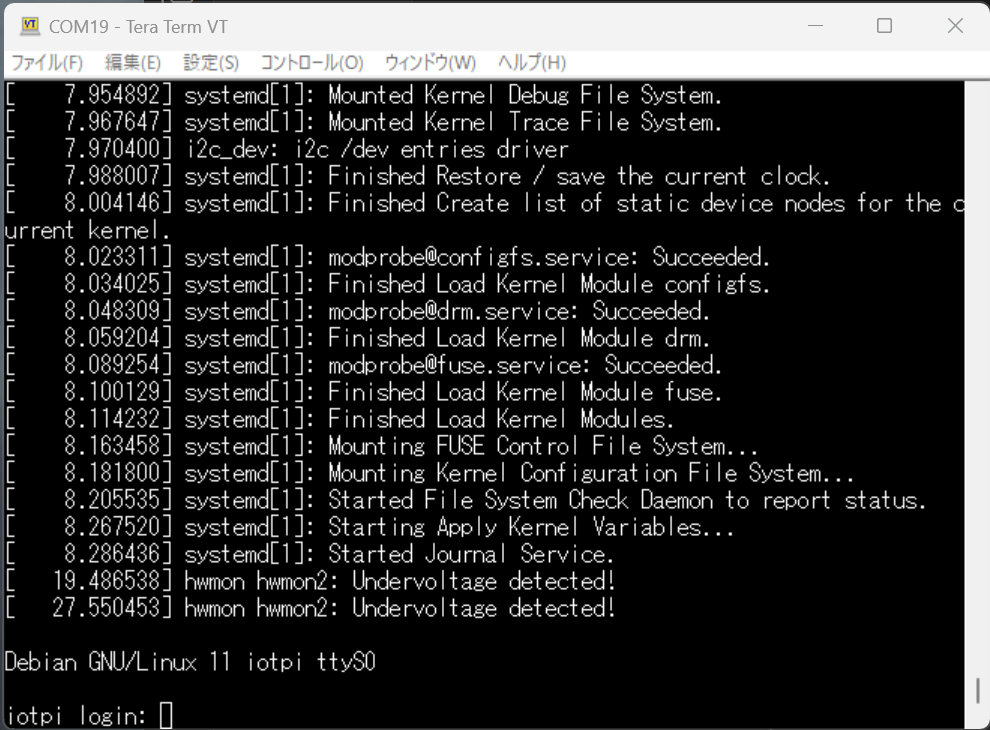 COM19 - Tera Term VT
ファイル(F) 編集(E) 設定(S) コントロール(O) ウィンドウ(W) ヘルプ(H)
[    7.954892] systemd[1]: Mounted Kernel Debug File System.
[    7.967647] systemd[1]: Mounted Kernel Trace File System.
[    7.970400] i2c_dev: i2c /dev entries driver
[    7.988007] systemd[1]: Finished Restore / save the current clock.
[    8.004146] systemd[1]: Finished Create list of static device nodes for the c
urrent kernel.
[    8.023311] systemd[1]: modprobe@configfs.service: Succeeded.
[    8.034025] systemd[1]: Finished Load Kernel Module configfs.
[    8.048309] systemd[1]: modprobe@drm.service: Succeeded.
[    8.059204] systemd[1]: Finished Load Kernel Module drm.
[    8.089254] systemd[1]: modprobe@fuse.service: Succeeded.
[    8.100129] systemd[1]: Finished Load Kernel Module fuse.
[    8.114232] systemd[1]: Finished Load Kernel Modules.
[    8.163458] systemd[1]: Mounting FUSE Control File System...
[    8.181800] systemd[1]: Mounting Kernel Configuration File System...
[    8.205535] systemd[1]: Started File System Check Daemon to report status.
[    8.267520] systemd[1]: Starting Apply Kernel Variables...
[    8.286436] systemd[1]: Started Journal Service.
[   19.486538] hwmon hwmon2: Undervoltage detected!
[   27.550453] hwmon hwmon2: Undervoltage detected!
Debian GNU/Linux 11 iotpi ttyS0
iotpi login: